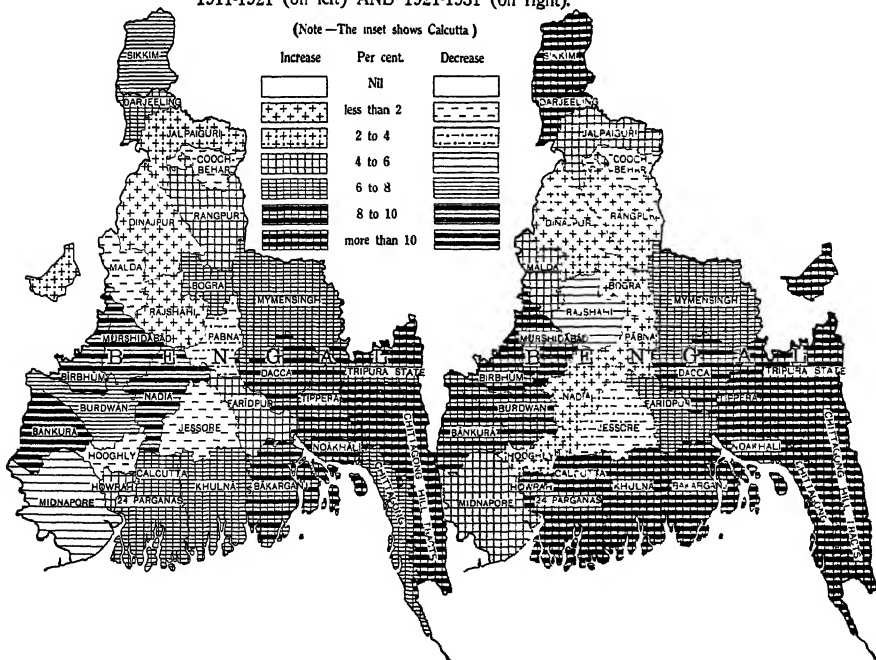 1911-1921 (on left) AND 1921-1931 (on right).
(Note—The inset shows Calcutta)
Increase Per cent. Decrease
Nil
less than 2
2 to 4
4 to 6
6 to 8
8 to 10
more than 10
SIKKIM
DARJEELING
JALPAIGURI
COOCH-
BEHAR
RANGPUR
DINAJPUR
MALDA
BOGRA
MYMENSINGH
RAJSHAHI
PABNA
MURSHIDABAD
BENGAL
BIRBHUM
DACCA
TRIPURA STATE
NADIA
BURDWAN
TIPPERA
FARIDPUR
BANKURA
JESSORE
NOAKHALI
HOOGHLY
CALCUTTA
HOWRAH
MIDNAPORE
24 PARGANAS
KHULNA
BAKARGANJ
CHITTAGONG
CHITTAGONG HILL TRACTS
SIKKIM
DARJEELING
JALPAIGURI
COOCH-
BEHAR
DINAJPUR
RANGPUR
MALDA
BOGRA
RAJSHAHI
MYMENSINGH
PABNA
MURSHIDABAD
BENGAL
BIRBHUM
DACCA
TRIPURA STATE
NADIA
BURDWAN
FARIDPUR
TIPPERA
BANKURA
JESSORE
NOAKHALI
HOOGHLY
CALCUTTA
HOWRAH
MIDNAPORE
24 PARGANAS
KHULNA
BAKARGANJ
CHITTAGONG
CHITTAGONG HILL TRACTS